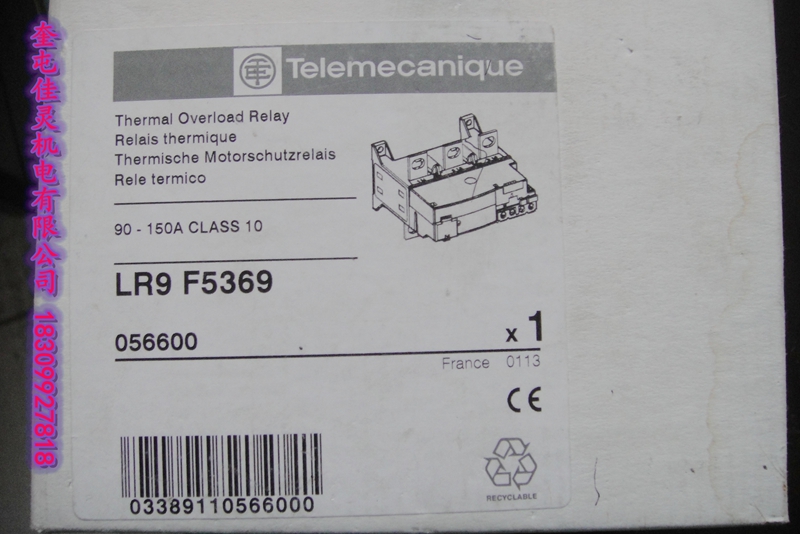 Telemecanique
Thermal Overload Relay
Relais thermique
Thermische Motorschutzrelais
Rele termico
90 - 150A CLASS 10
LR9 F5369
056600
x 1
France 0113
CE
03389110566000
RECYCLABLE
奎屯佳灵机电有限公司 18309927818